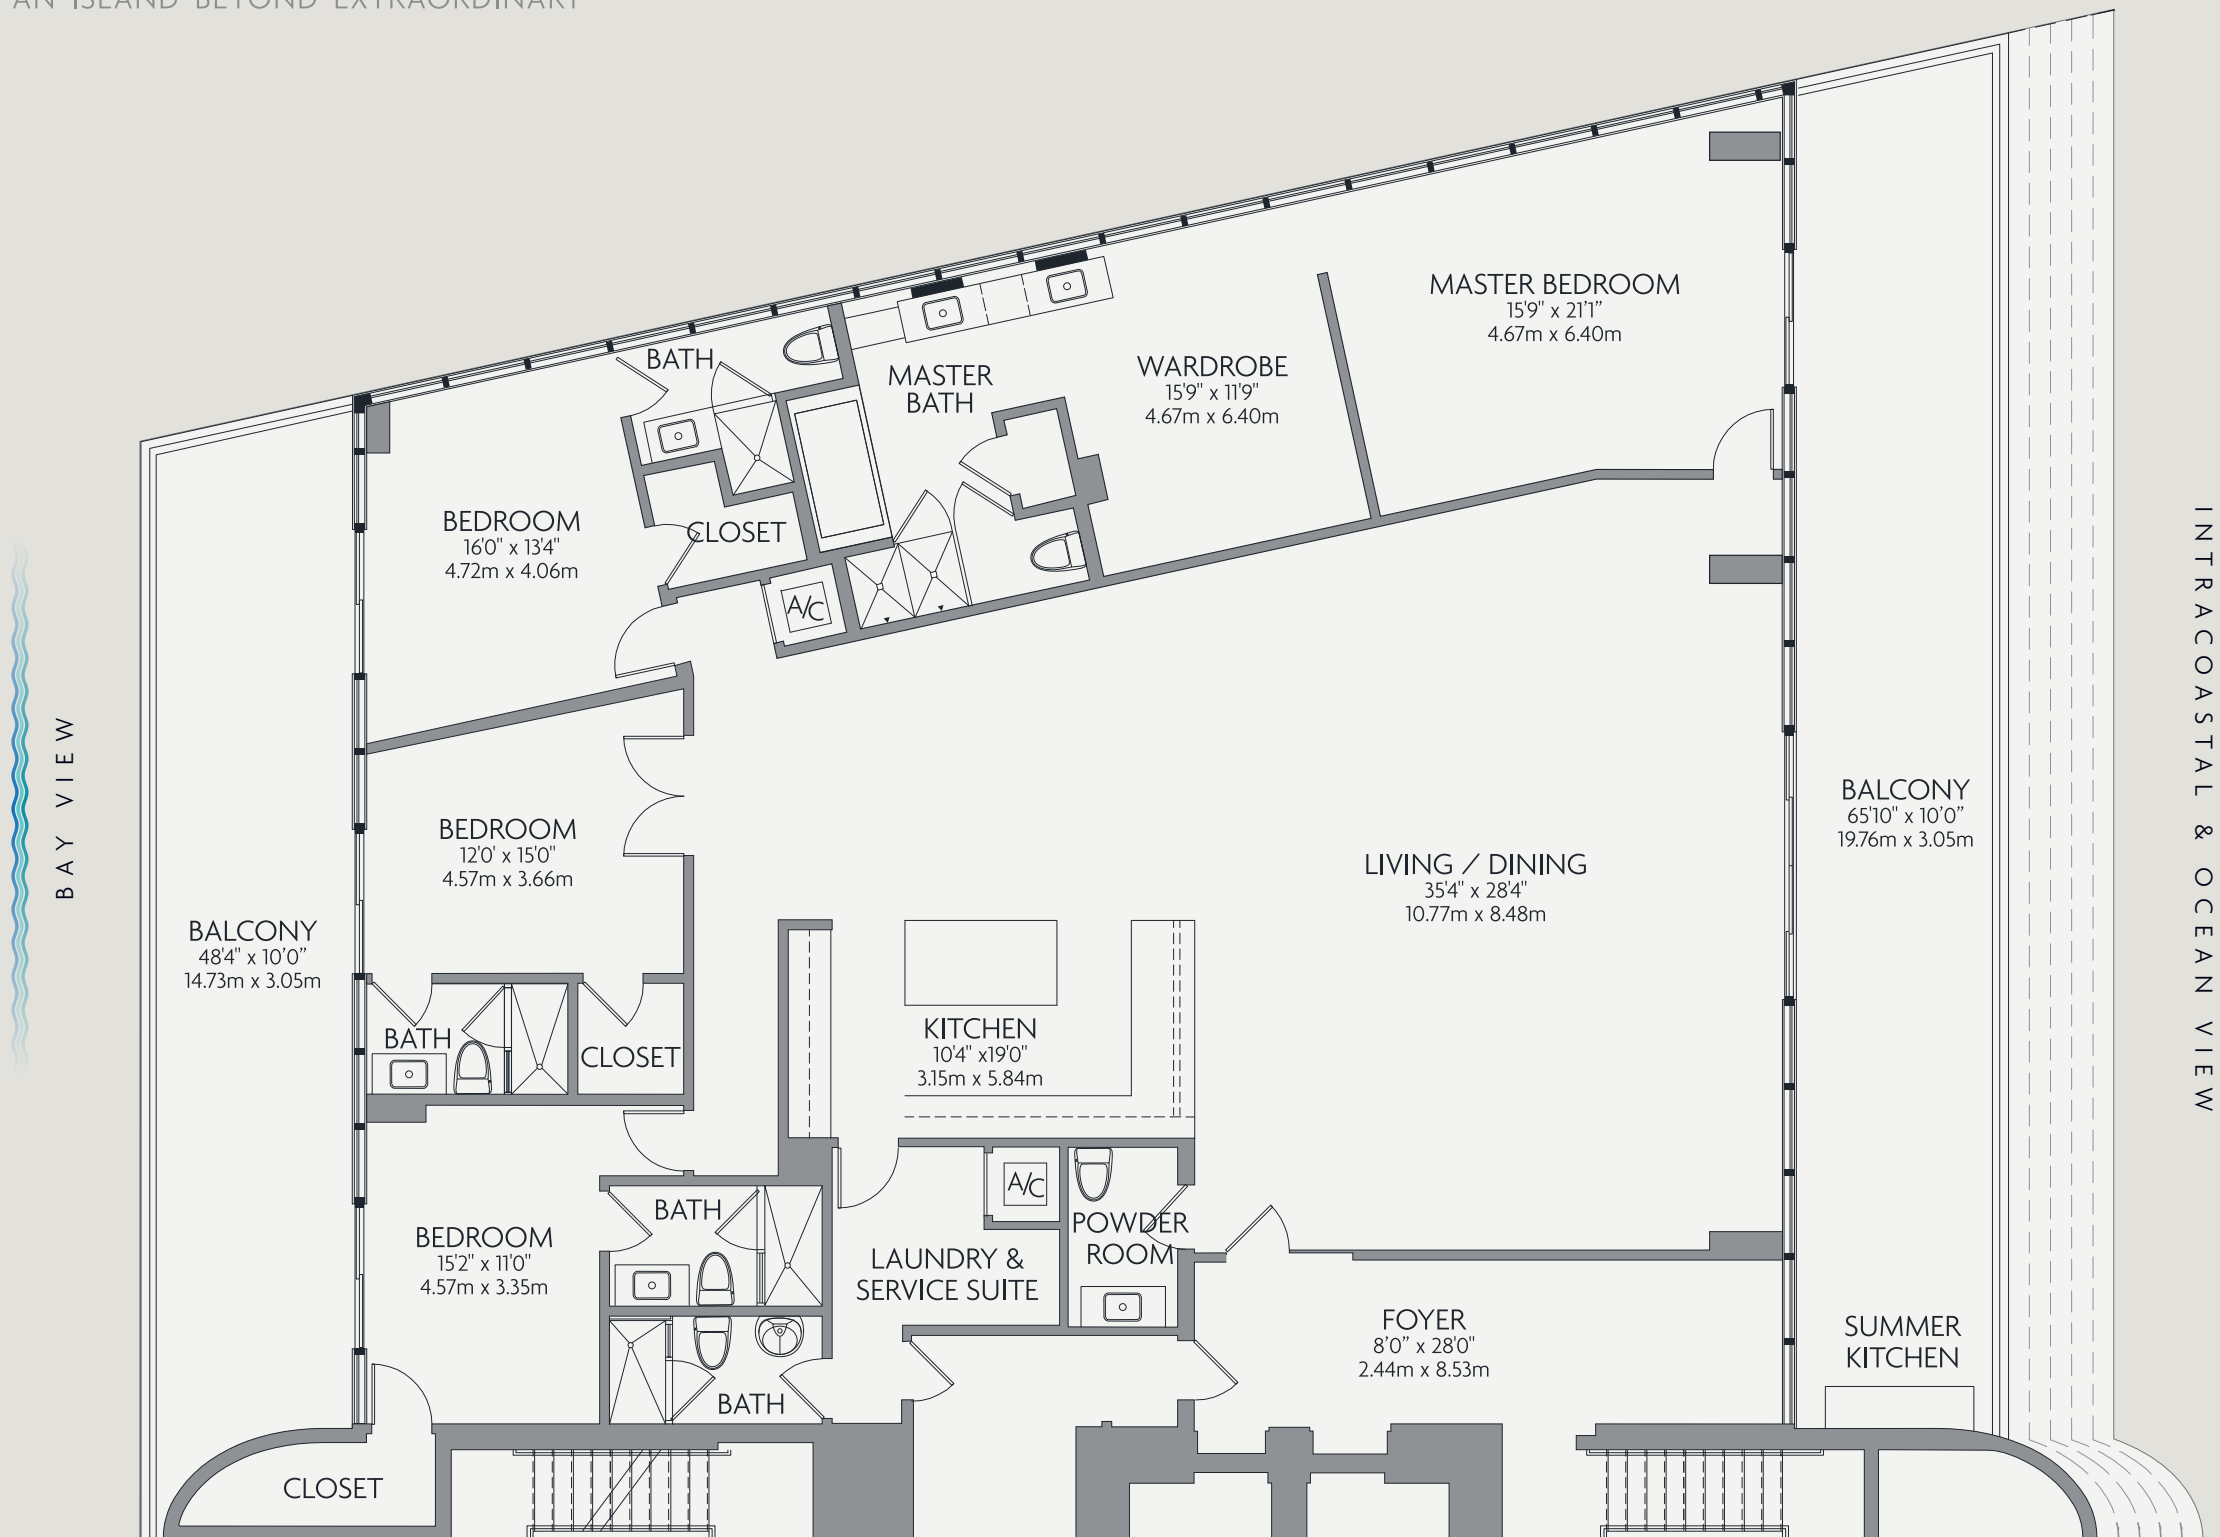 AN ISLAND BEYOND EXTRAORDINARY
MASTER BEDROOM
15'9" x 21'1"
4.67m x 6.40m
BATH
MASTER
BATH
WARDROBE
15'9" x 11'9"
4.67m x 6.40m
BEDROOM
16'0" x 13'4"
4.72m x 4.06m
CLOSET
A/C
BAY VIEW
INTRACOASTAL & OCEAN VIEW
BEDROOM
12'0' x 15'0"
4.57m x 3.66m
BALCONY
65'10" x 10'0"
19.76m x 3.05m
LIVING / DINING
35'4" x 28'4"
10.77m x 8.48m
BALCONY
48'4" x 10'0"
14.73m x 3.05m
KITCHEN
10'4" x19'0"
3.15m x 5.84m
BATH
CLOSET
A/C
BATH
POWDER
ROOM
BEDROOM
15'2" x 11'0"
4.57m x 3.35m
LAUNDRY &
SERVICE SUITE
FOYER
8'0" x 28'0"
2.44m x 8.53m
SUMMER
KITCHEN
BATH
CLOSET